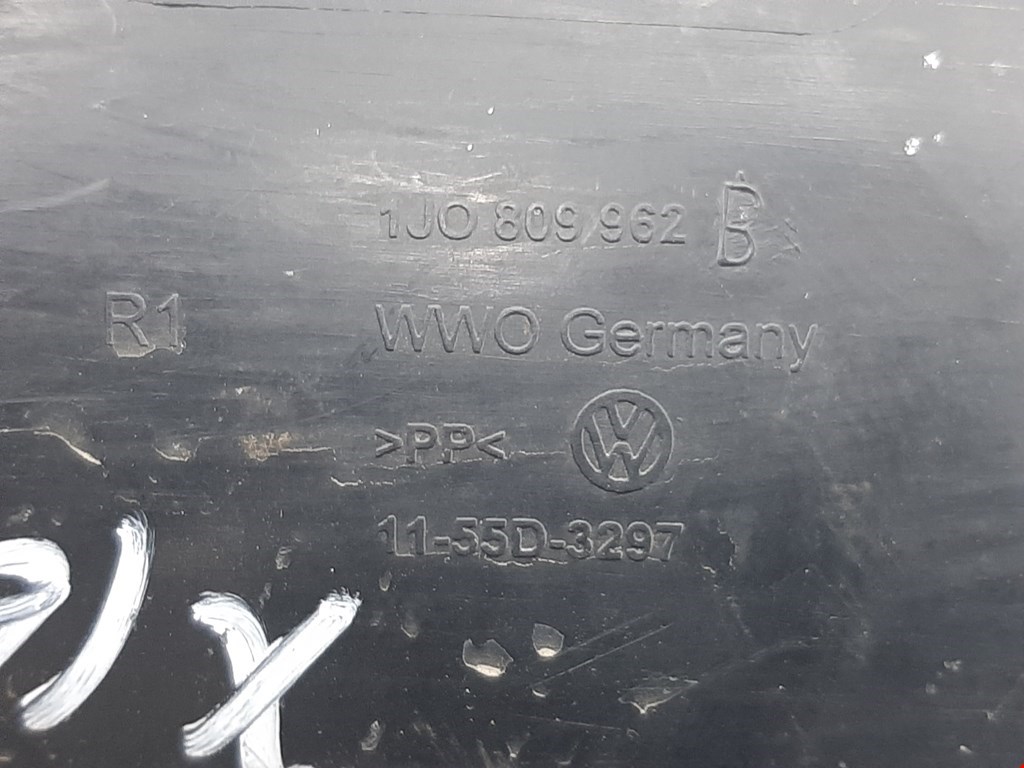 1JO 809 962 B
R1
WWO Germany
>PP<
11-55D-3297